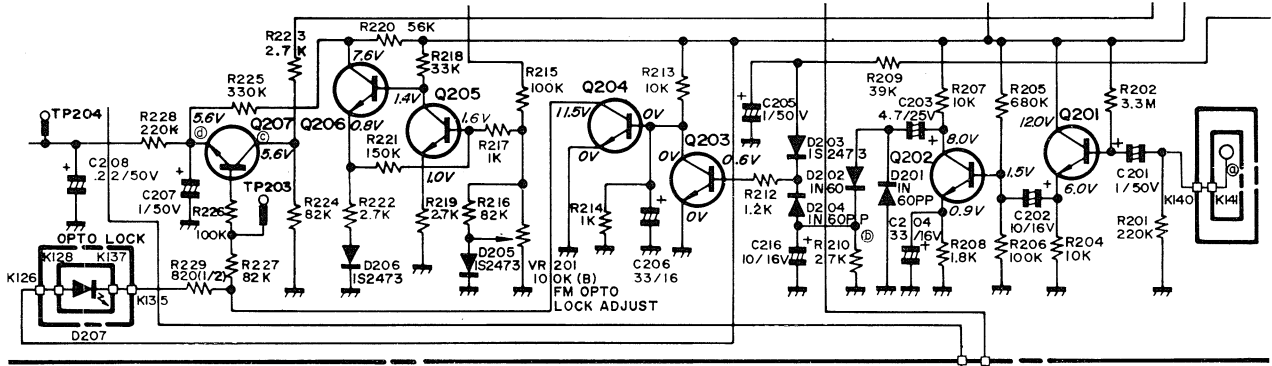 R223
2.7K
R220 56K
7.6V
R218
33K
R225
330K
R215
100K
Q204
R213
10K
R209
39K
R207
10K
R205
680K
Q201
R202
3.3M
TP204
R228
220K
5.6V
ⓓ
Q207
ⓒ
5.6V
Q206
1.4V
Q205
0.8V
R221
150K
1.6V
R217
1K
11.5V
0V
0V
0V
Q203
0.6V
C205
1/50V
C203
4.7/25V
8.0V
12.0V
D203
IS2473
Q202
1.5V
C201
1/50V
@
C208
.22/50V
C207
1/50V
TP203
1.0V
0V
D202
IN60
D201
IN
60PP
6.0V
K140
K141
R226
100K
R224
82K
R222
2.7K
R219
2.7K
R216
82K
R214
1K
R212
1.2K
D204
IN60PP
0.9V
C202
10/16V
R201
220K
OPTO LOCK
K128
K137
K126
R229
820(1/2)
R227
82K
K135
D207
D206
IS2473
D205
IS2473
VR201
100K(B)
FM OPTO
LOCK ADJUST
C206
33/16
0V
C216
10/16V
R210
2.7K
ⓑ
C204
33/16V
R208
1.8K
R206
100K
R204
10K